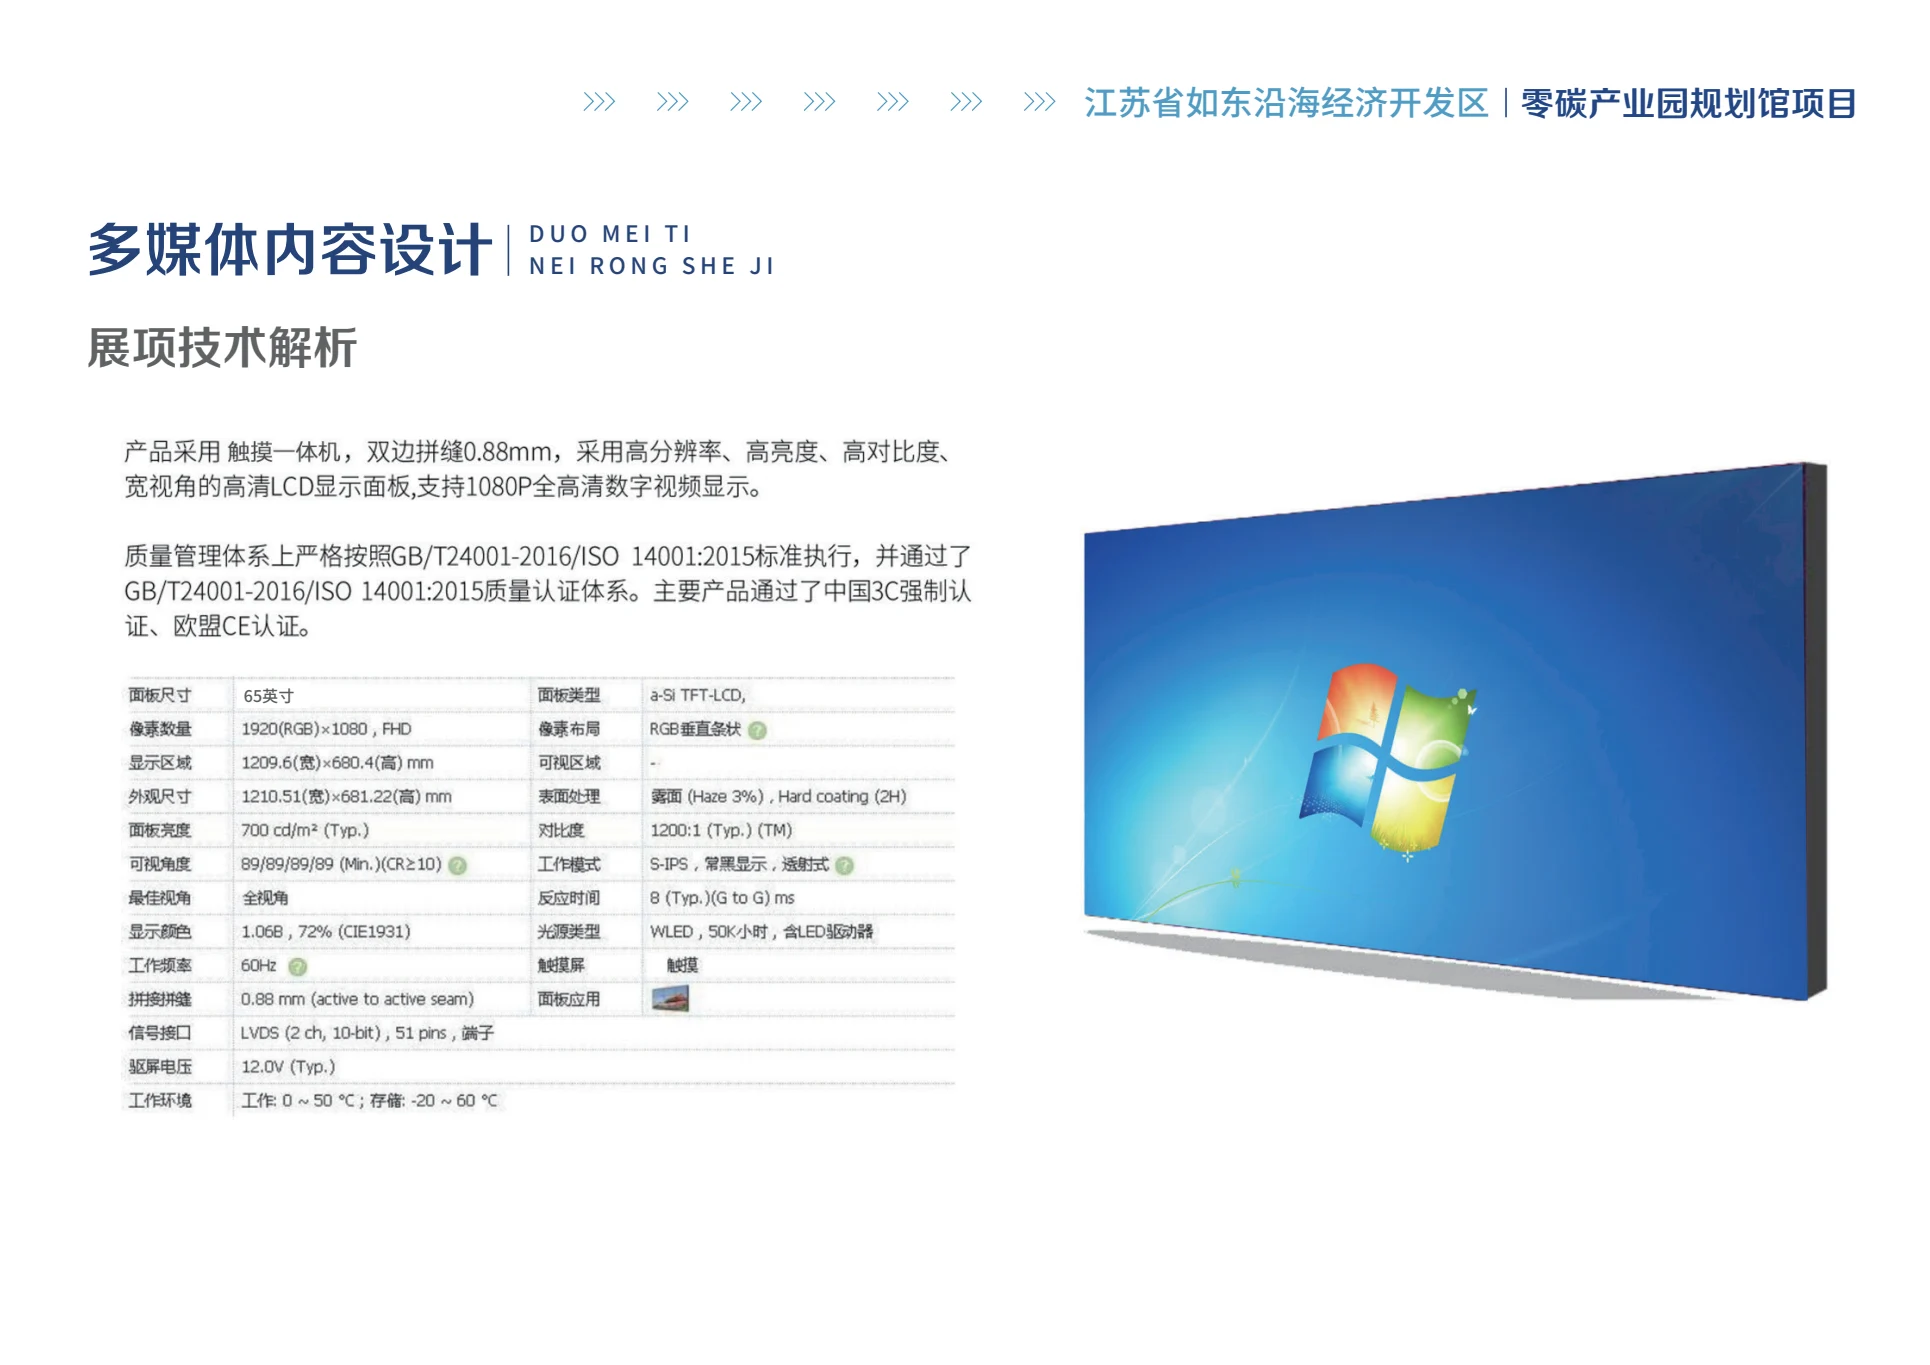 江苏省如东沿海经济开发区 | 零碳产业园规划馆项目
多媒体内容设计
DUO MEI TI
NEI RONG SHE JI
展项技术解析
产品采用 触摸一体机，双边拼缝0.88mm，采用高分辨率、高亮度、高对比度、
宽视角的高清LCD显示面板,支持1080P全高清数字视频显示。
质量管理体系上严格按照GB/T24001-2016/ISO 14001:2015标准执行，并通过了
GB/T24001-2016/ISO 14001:2015质量认证体系。主要产品通过了中国3C强制认
证、欧盟CE认证。
面板尺寸 65英寸 面板类型 a-Si TFT-LCD,
像素数量 1920(RGB)×1080 , FHD 像素布局 RGB垂直条状 ?
显示区域 1209.6(宽)×680.4(高) mm 可视区域 -
外观尺寸 1210.51(宽)×681.22(高) mm 表面处理 雾面 (Haze 3%) , Hard coating (2H)
面板亮度 700 cd/m² (Typ.) 对比度 1200:1 (Typ.) (TM)
可视角度 89/89/89/89 (Min.)(CR≥10) ? 工作模式 S-IPS , 常黑显示 , 透射式 ?
最佳视角 全视角 反应时间 8 (Typ.)(G to G) ms
显示颜色 1.06B , 72% (CIE1931) 光源类型 WLED , 50K小时 , 含LED驱动器
工作频率 60Hz ? 触摸屏 触摸
拼接拼缝 0.88 mm (active to active seam) 面板应用
信号接口 LVDS (2 ch, 10-bit) , 51 pins , 端子
驱屏电压 12.0V (Typ.)
工作环境 工作: 0 ~ 50 °C ; 存储: -20 ~ 60 °C